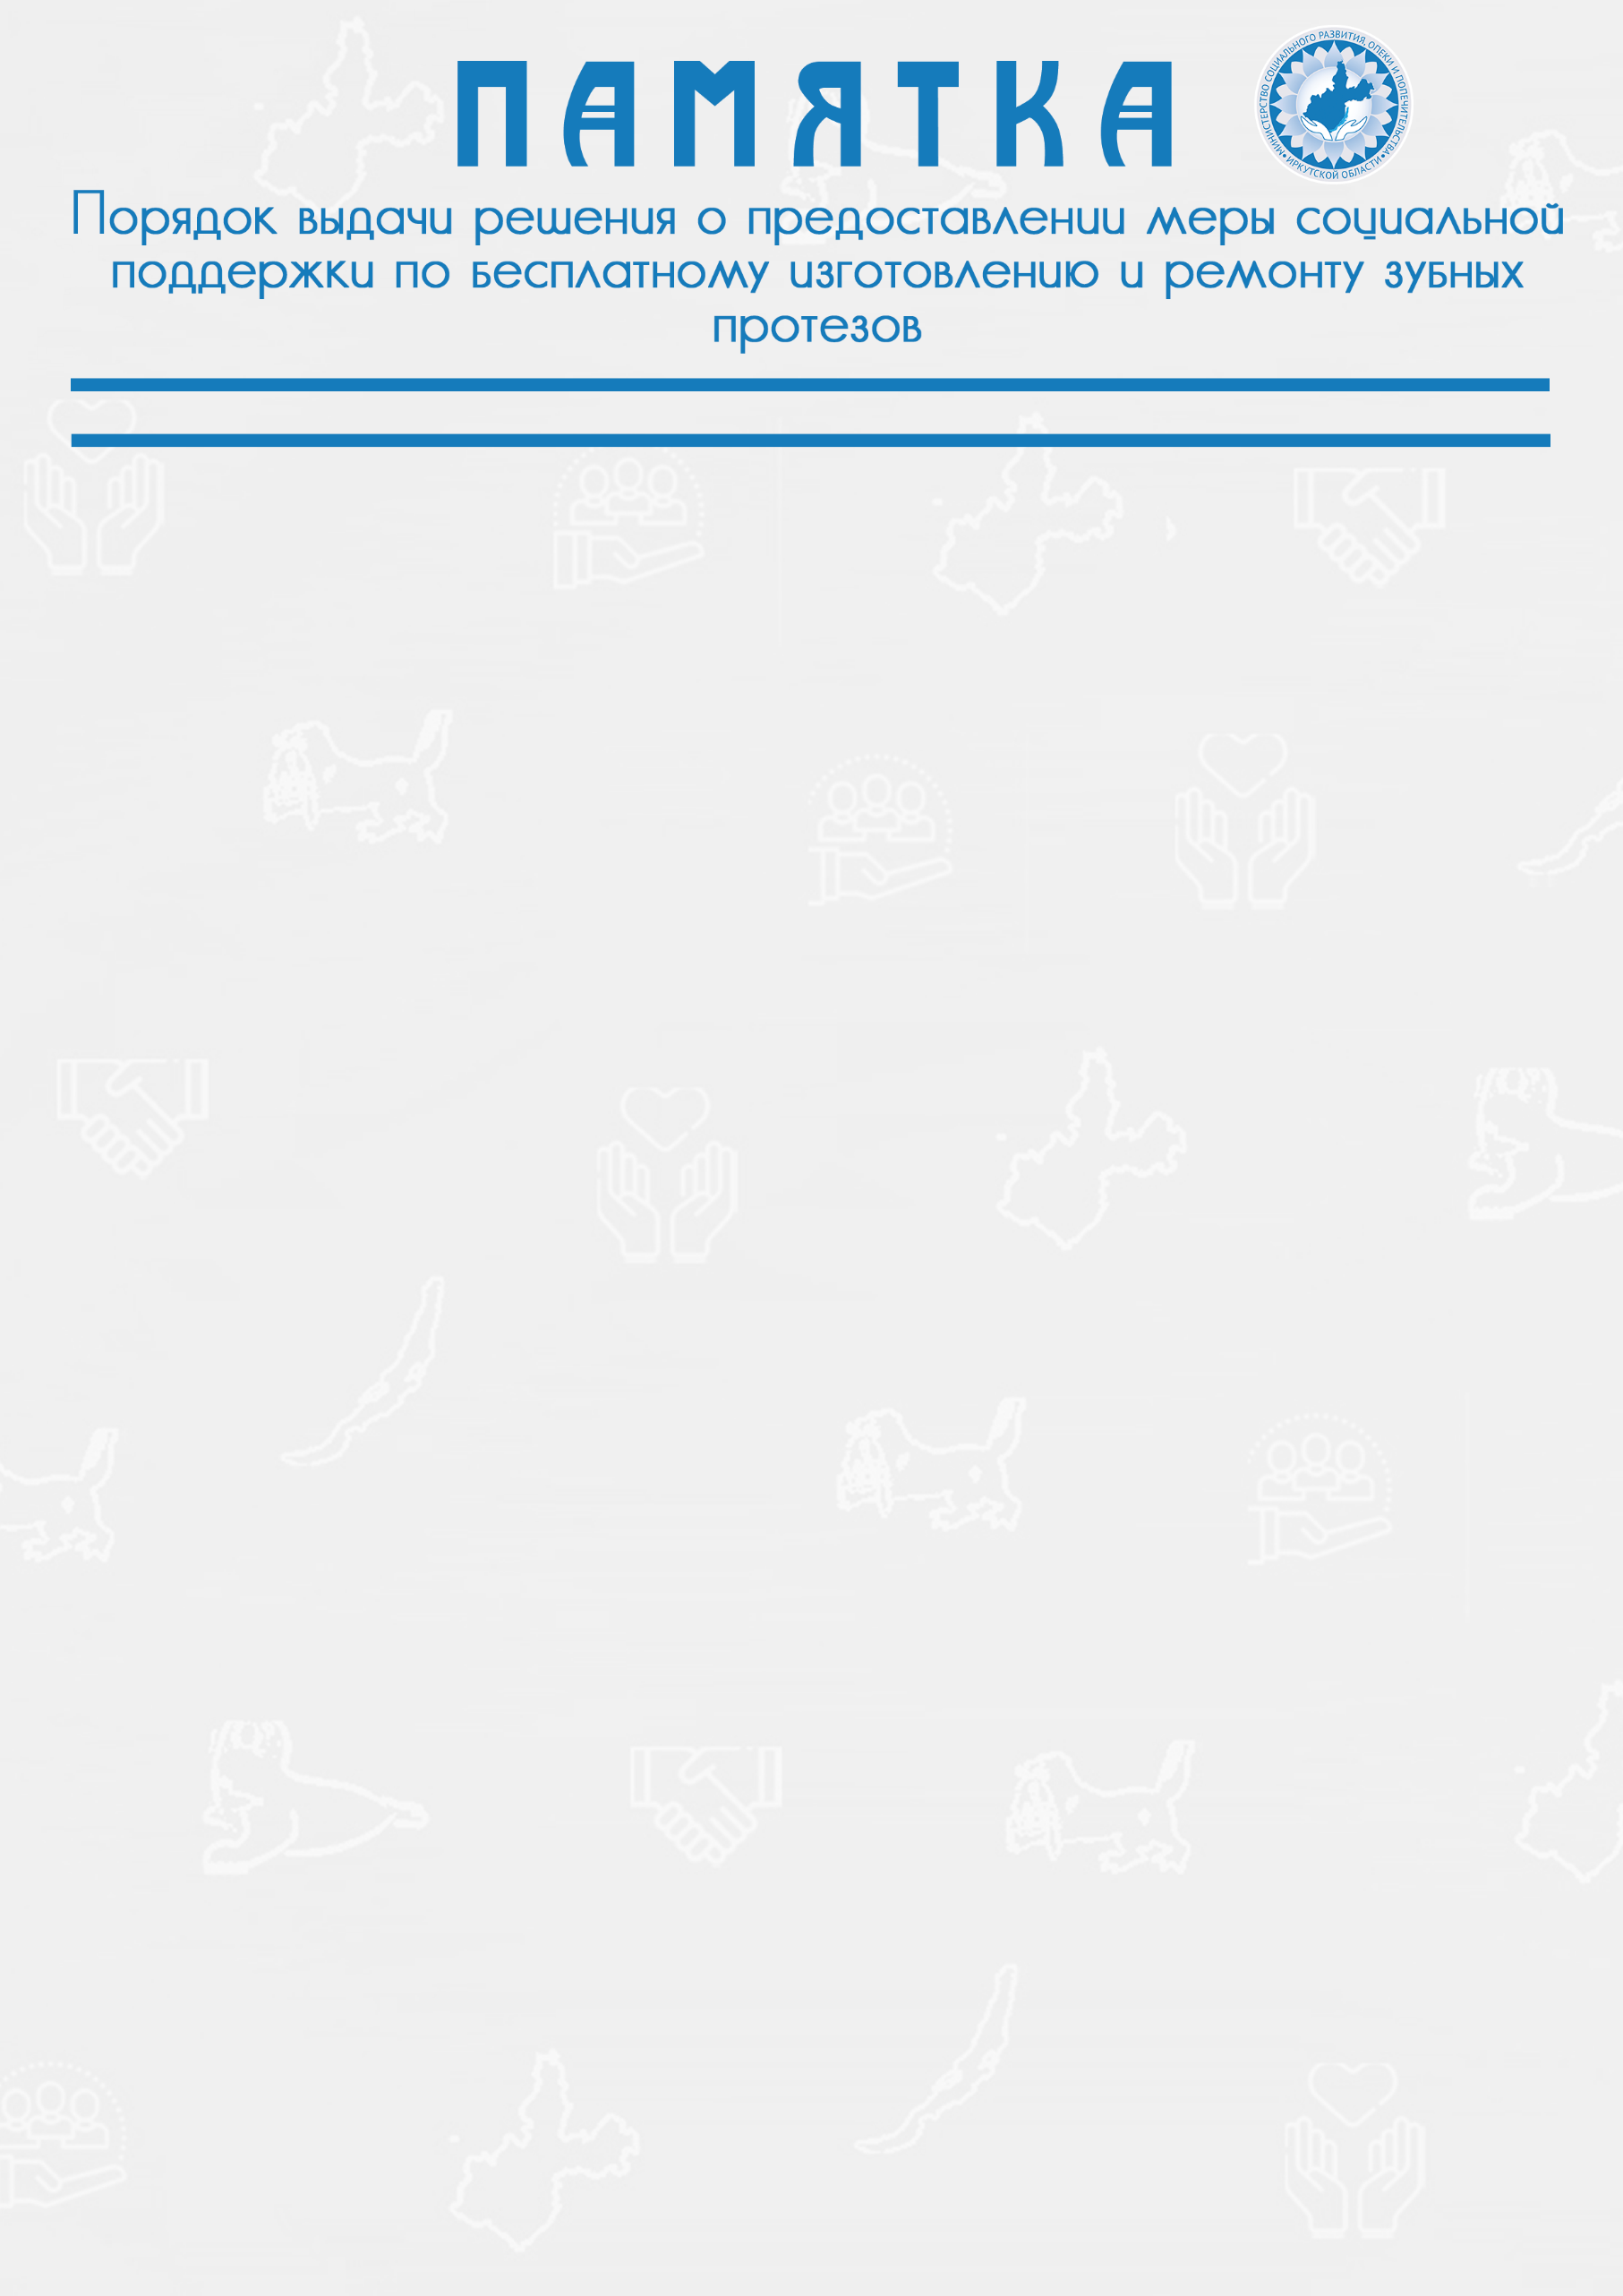 ПАМЯТКА
МИНИСТЕРСТВО СОЦИАЛЬНОГО РАЗВИТИЯ, ОПЕКИ И ПОПЕЧИТЕЛЬСТВА
• ИРКУТСКОЙ ОБЛАСТИ •
Порядок выдачи решения о предоставлении меры социальной
поддержки по бесплатному изготовлению и ремонту зубных
протезов